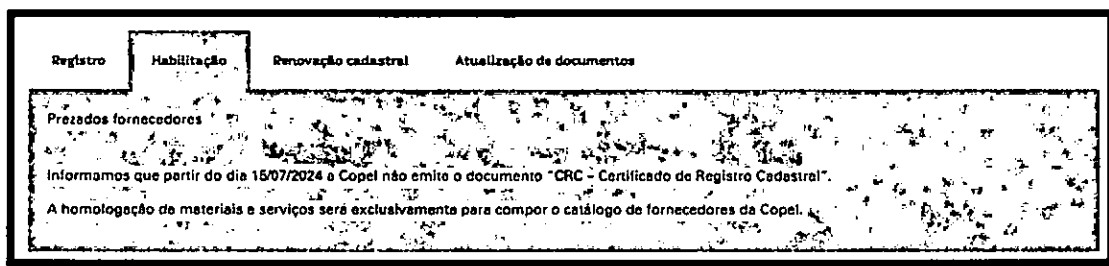 Registro
Habilitação
Renovação cadastral
Atualização de documentos
Prezados fornecedores
Informamos que partir do dia 15/07/2024 a Copel não emite o documento "CRC – Certificado de Registro Cadastral".
A homologação de materiais e serviços será exclusivamente para compor o catálogo de fornecedores da Copel.